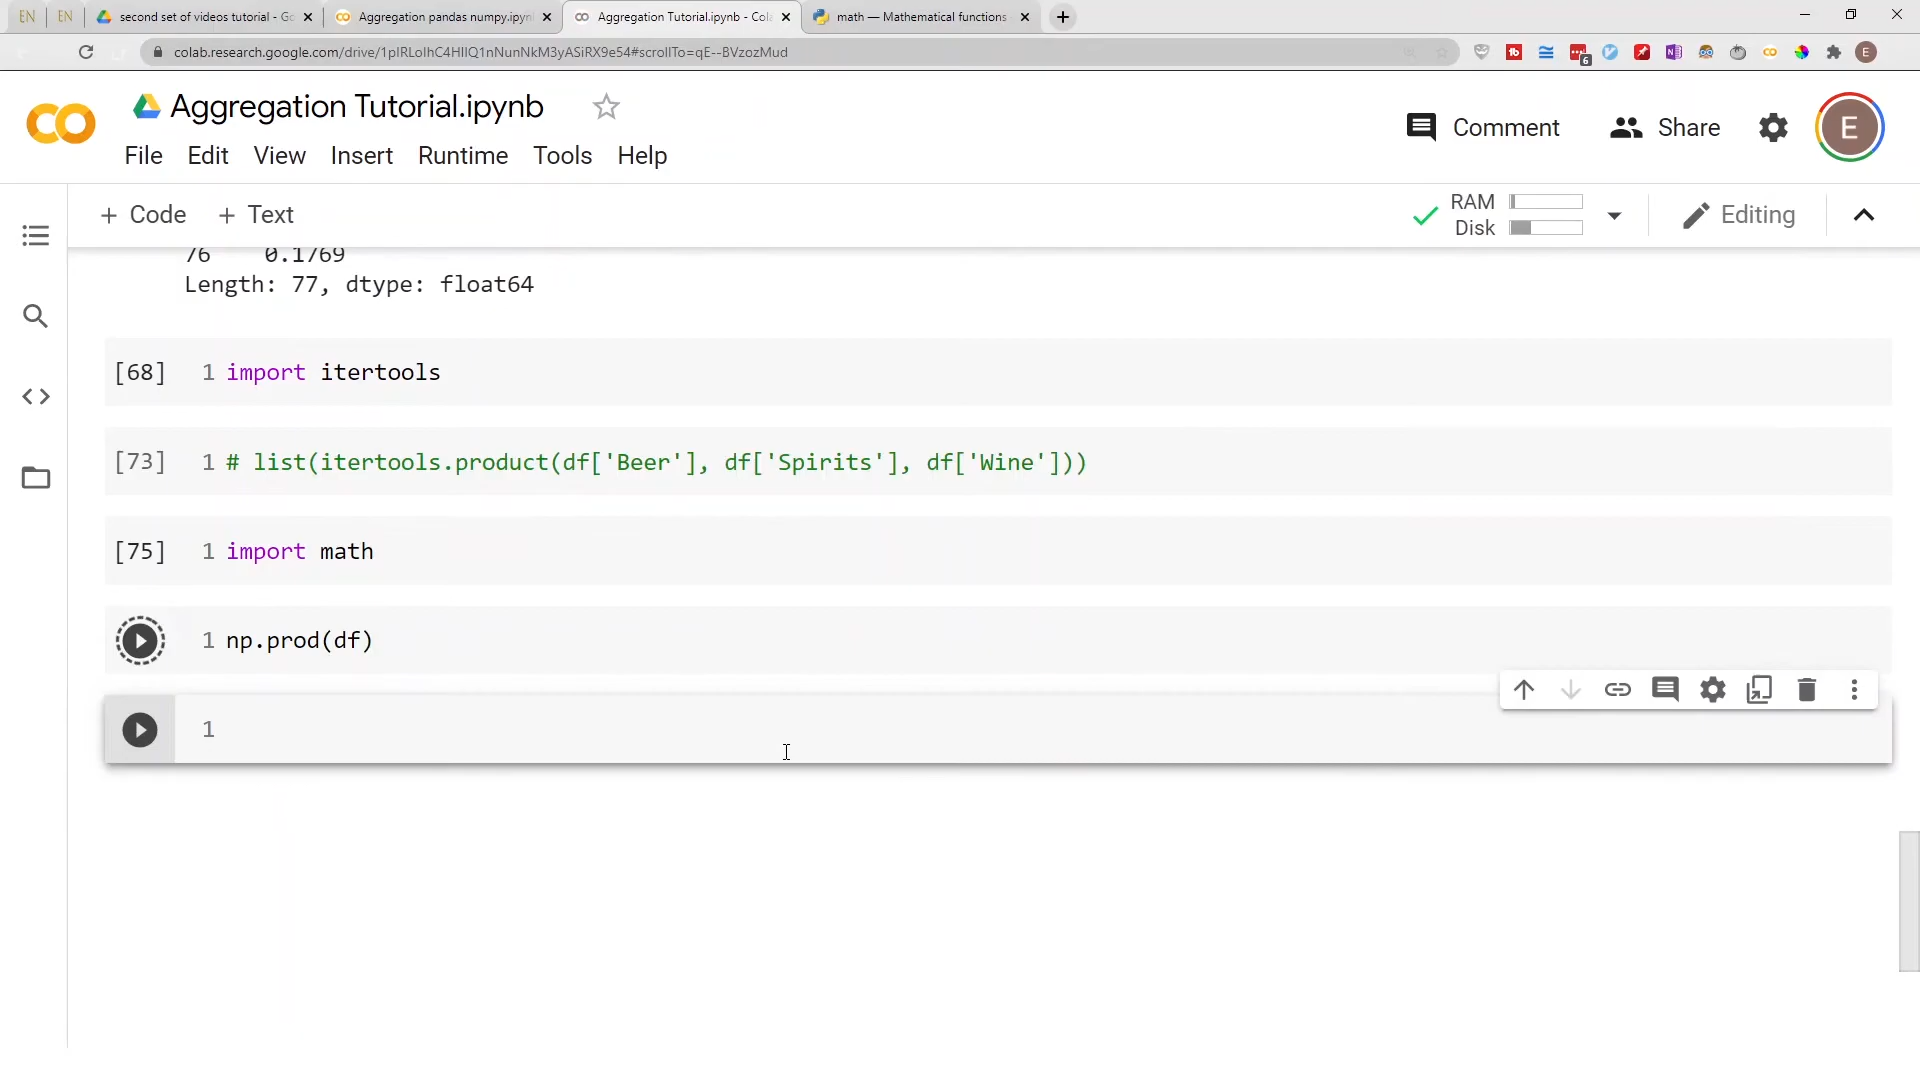 EN
EN
second set of videos tutorial - Go
Aggregation pandas numpy.ipyn
Aggregation Tutorial.ipynb - Col
math — Mathematical functions
colab.research.google.com/drive/1pIRLoIhC4HIlQ1nNunNkM3yASiRX9e54#scrollTo=qE--BVzozMud
6
E
Aggregation Tutorial.ipynb
Comment
Share
E
File Edit View Insert Runtime Tools Help
+ Code + Text
RAM
Disk
Editing
76 0.1769
Length: 77, dtype: float64
[68] 1 import itertools
[73] 1 # list(itertools.product(df['Beer'], df['Spirits'], df['Wine']))
[75] 1 import math
1 np.prod(df)
1